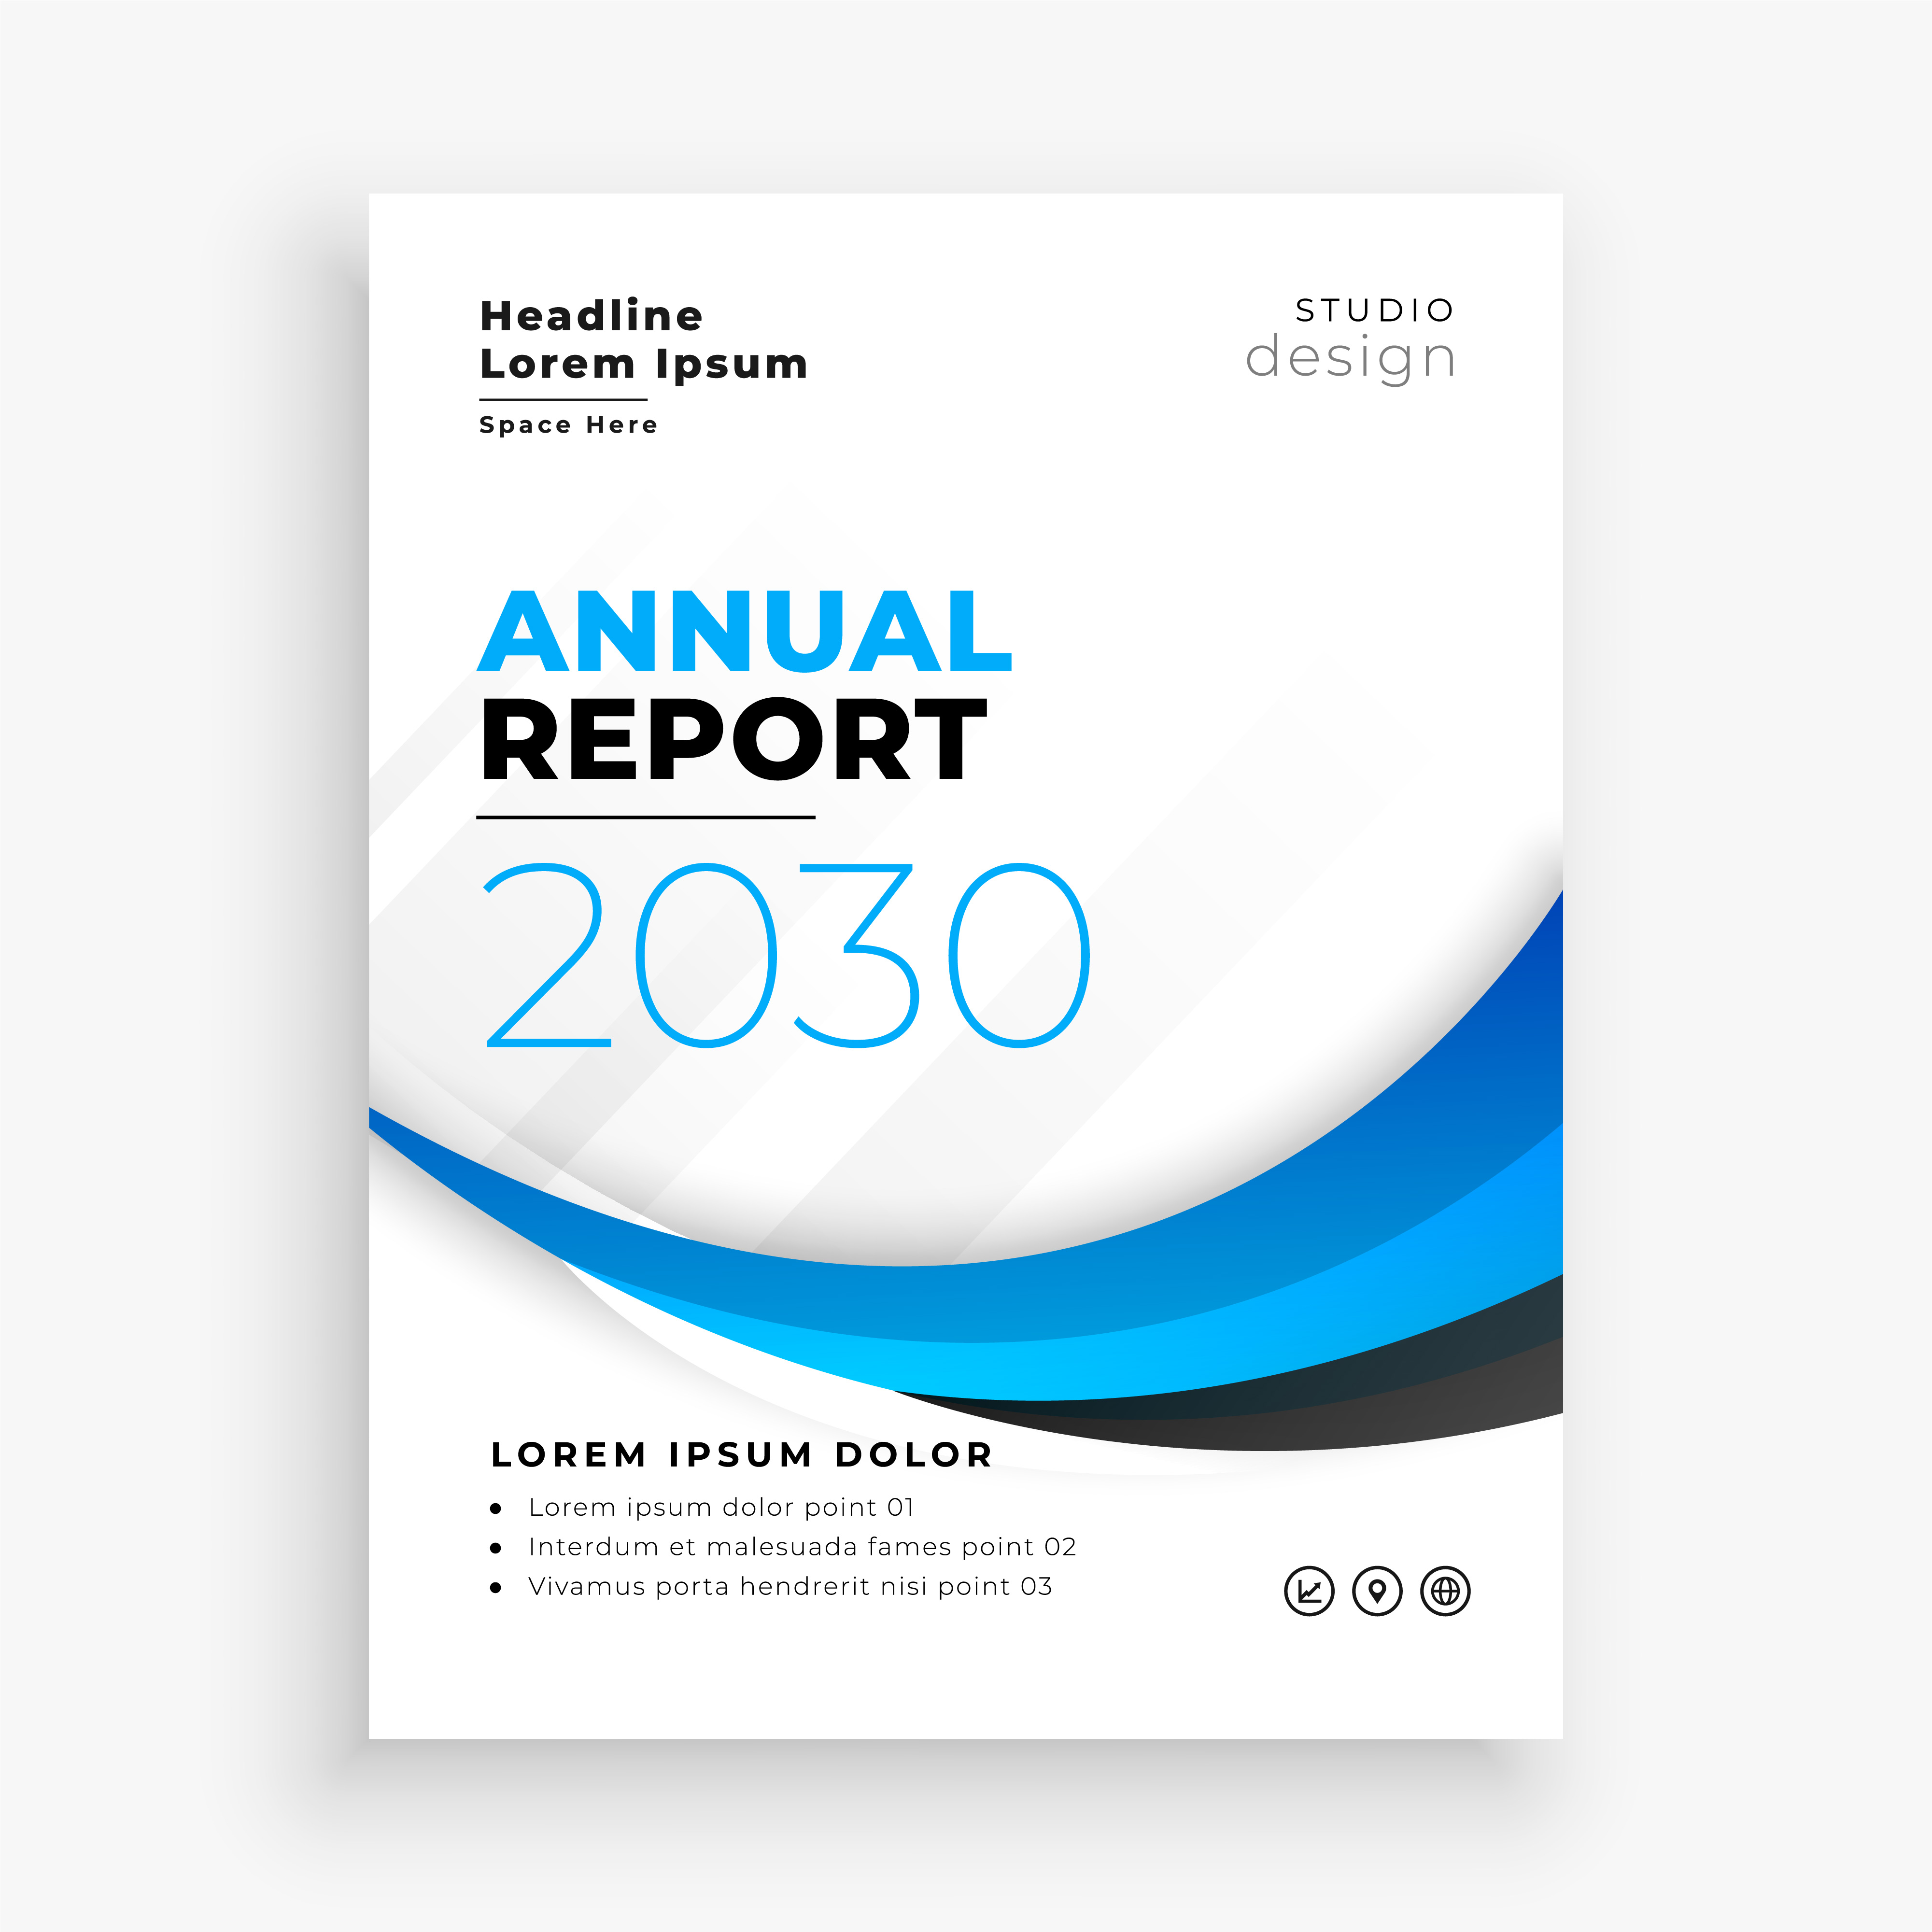 Headline
Lorem Ipsum
Space Here
STUDIO
design
ANNUAL
REPORT
2030
LOREM IPSUM DOLOR
• Lorem ipsum dolor point 01
• Interdum et malesuada fames point 02
• Vivamus porta hendrerit nisi point 03